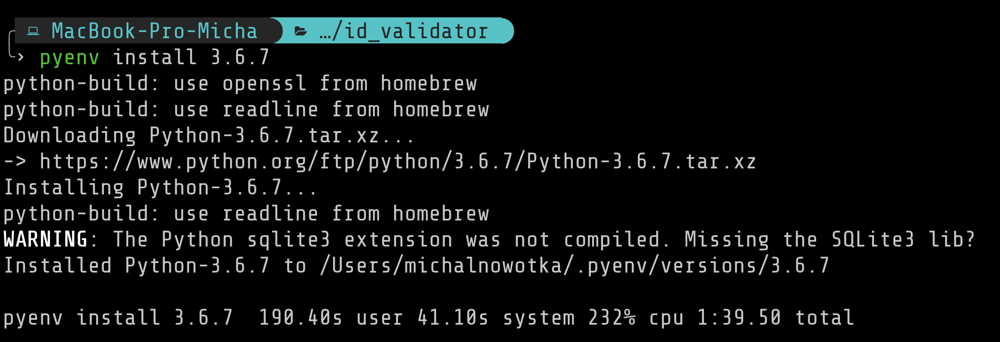 MacBook-Pro-Micha …/id_validator
› pyenv install 3.6.7
python-build: use openssl from homebrew
python-build: use readline from homebrew
Downloading Python-3.6.7.tar.xz...
-> https://www.python.org/ftp/python/3.6.7/Python-3.6.7.tar.xz
Installing Python-3.6.7...
python-build: use readline from homebrew
WARNING: The Python sqlite3 extension was not compiled. Missing the SQLite3 lib?
Installed Python-3.6.7 to /Users/michalnowotka/.pyenv/versions/3.6.7
pyenv install 3.6.7  190.40s user 41.10s system 232% cpu 1:39.50 total